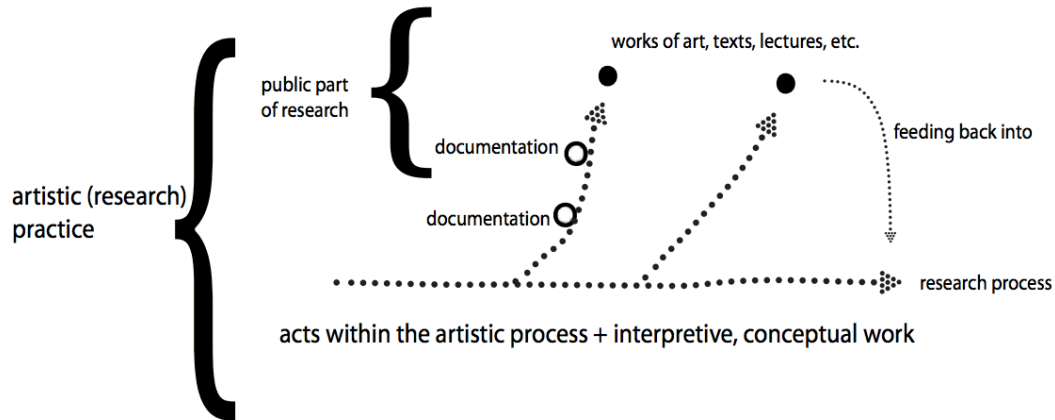 works of art, texts, lectures, etc.
public part
of research
feeding back into
documentation
artistic (research)
practice
documentation
research process
acts within the artistic process + interpretive, conceptual work